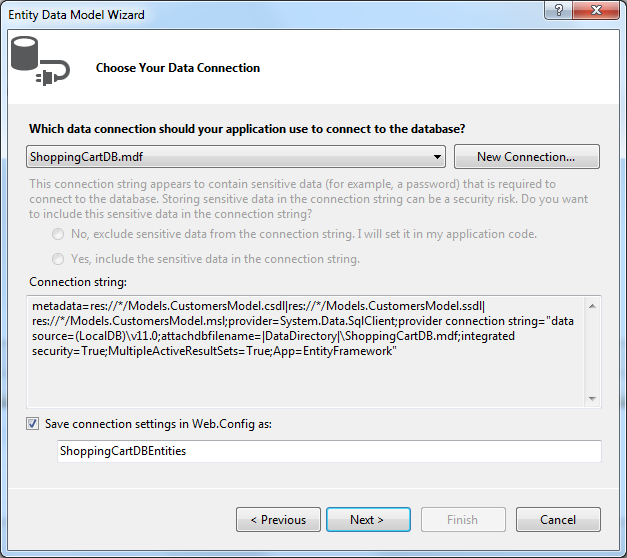 Entity Data Model Wizard
?
Choose Your Data Connection
Which data connection should your application use to connect to the database?
ShoppingCartDB.mdf
New Connection...
This connection string appears to contain sensitive data (for example, a password) that is required to
connect to the database. Storing sensitive data in the connection string can be a security risk. Do you want
to include this sensitive data in the connection string?
No, exclude sensitive data from the connection string. I will set it in my application code.
Yes, include the sensitive data in the connection string.
Connection string:
metadata=res://*/Models.CustomersModel.csdl|res://*/Models.CustomersModel.ssdl|
res://*/Models.CustomersModel.msl;provider=System.Data.SqlClient;provider connection string="data
source=(LocalDB)\v11.0;attachdbfilename=|DataDirectory|\ShoppingCartDB.mdf;integrated
security=True;MultipleActiveResultSets=True;App=EntityFramework"
Save connection settings in Web.Config as:
ShoppingCartDBEntities
< Previous
Next >
Finish
Cancel